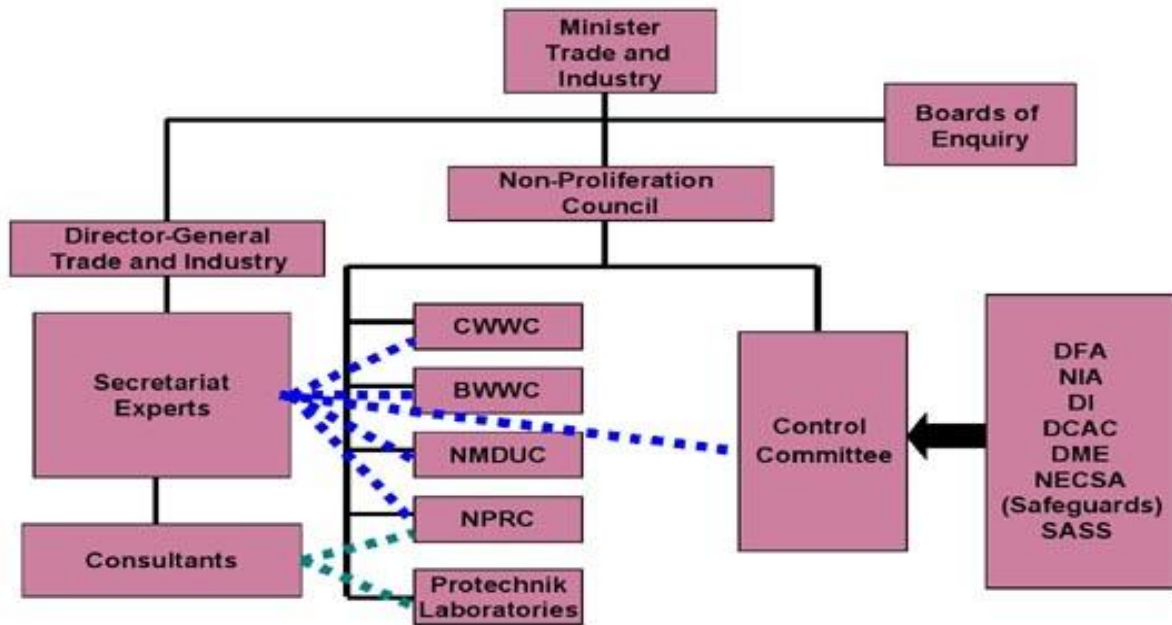 Minister
Trade and
Industry
Boards of
Enquiry
Non-Proliferation
Council
Director-General
Trade and Industry
Secretariat
Experts
Consultants
CWWC
BWWC
NMDUC
NPRC
Protechnik
Laboratories
Control
Committee
DFA
NIA
DI
DCAC
DME
NECSA
(Safeguards)
SASS